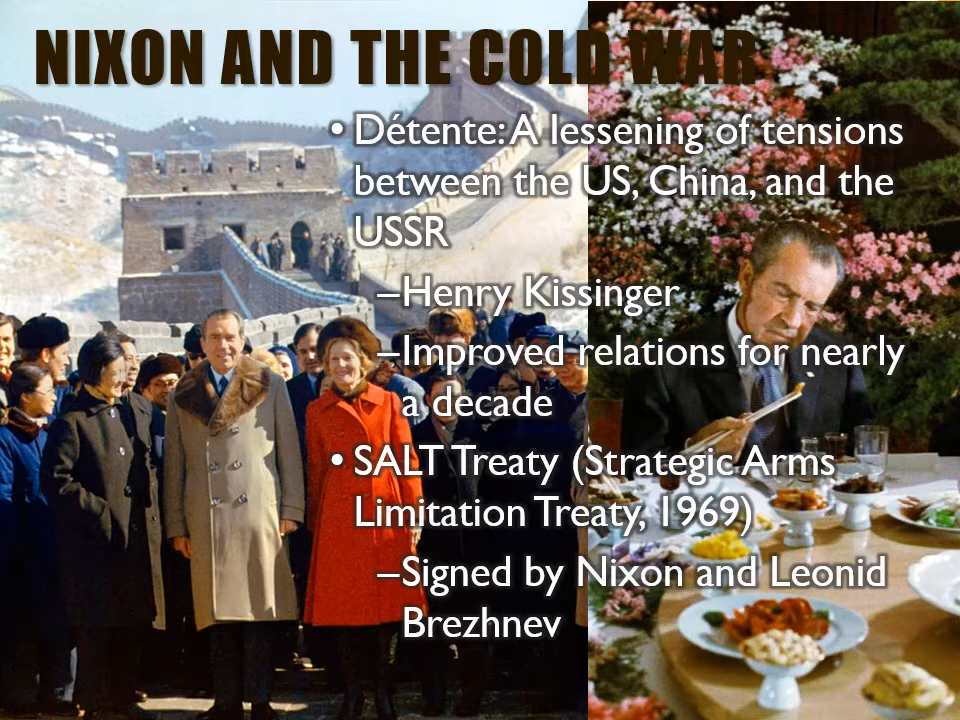 NIXON AND THE COLD WAR
• Détente: A lessening of tensions
between the US, China, and the
USSR
–Henry Kissinger
–Improved relations for nearly
a decade
• SALT Treaty (Strategic Arms
Limitation Treaty, 1969)
–Signed by Nixon and Leonid
Brezhnev